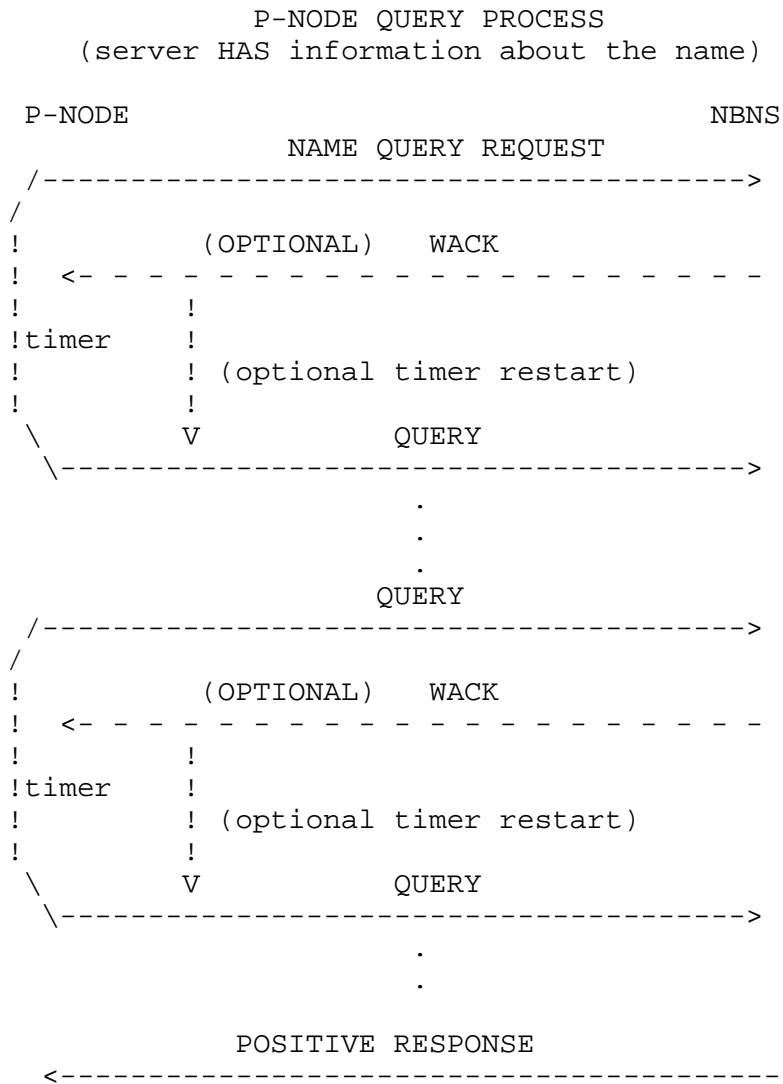 P-NODE QUERY PROCESS
(server HAS information about the name)
P-NODE NBNS
NAME QUERY REQUEST
/---------------------------------------->
/
! (OPTIONAL) WACK
! <- - - - - - - - - - - - - - - - - - - -
! !
!timer !
! ! (optional timer restart)
! !
\ V QUERY
\--------------------------------------->
.
.
.
QUERY
/---------------------------------------->
/
! (OPTIONAL) WACK
! <- - - - - - - - - - - - - - - - - - - -
! !
!timer !
! ! (optional timer restart)
! !
\ V QUERY
\--------------------------------------->
.
.
POSITIVE RESPONSE
<-----------------------------------------